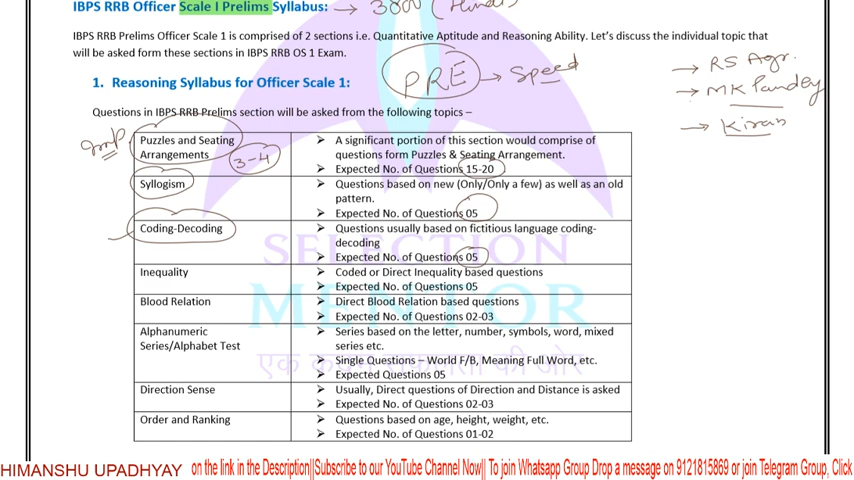 IBPS RRB Officer Scale I Prelims Syllabus: → 3800 (Hindi)
IBPS RRB Prelims Officer Scale 1 is comprised of 2 sections i.e. Quantitative Aptitude and Reasoning Ability. Let's discuss the individual topic that
will be asked form these sections in IBPS RRB OS 1 Exam.
PRE → Speed
→ RS Agr.
→ MK Pandey
→ Kiran
1. Reasoning Syllabus for Officer Scale 1:
Questions in IBPS RRB Prelims section will be asked from the following topics –
Imp
Puzzles and Seating
Arrangements
3-4
➢ A significant portion of this section would comprise of
questions form Puzzles & Seating Arrangement.
➢ Expected No. of Questions 15-20
Syllogism
➢ Questions based on new (Only/Only a few) as well as an old
pattern.
➢ Expected No. of Questions 05
Coding-Decoding
➢ Questions usually based on fictitious language coding-
decoding
➢ Expected No. of Questions 05
Inequality
➢ Coded or Direct Inequality based questions
➢ Expected No. of Questions 05
Blood Relation
➢ Direct Blood Relation based questions
➢ Expected No. of Questions 02-03
Alphanumeric
Series/Alphabet Test
➢ Series based on the letter, number, symbols, word, mixed
series etc.
➢ Single Questions – World F/B, Meaning Full Word, etc.
➢ Expected Questions 05
Direction Sense
➢ Usually, Direct questions of Direction and Distance is asked
➢ Expected No. of Questions 02-03
Order and Ranking
➢ Questions based on age, height, weight, etc.
➢ Expected No. of Questions 01-02
SELECTION
MENTOR
HIMANSHU UPADHYAY on the link in the Description||Subscribe to our YouTube Channel Now|| To join Whatsapp Group Drop a message on 9121815869 or join Telegram Group, Click